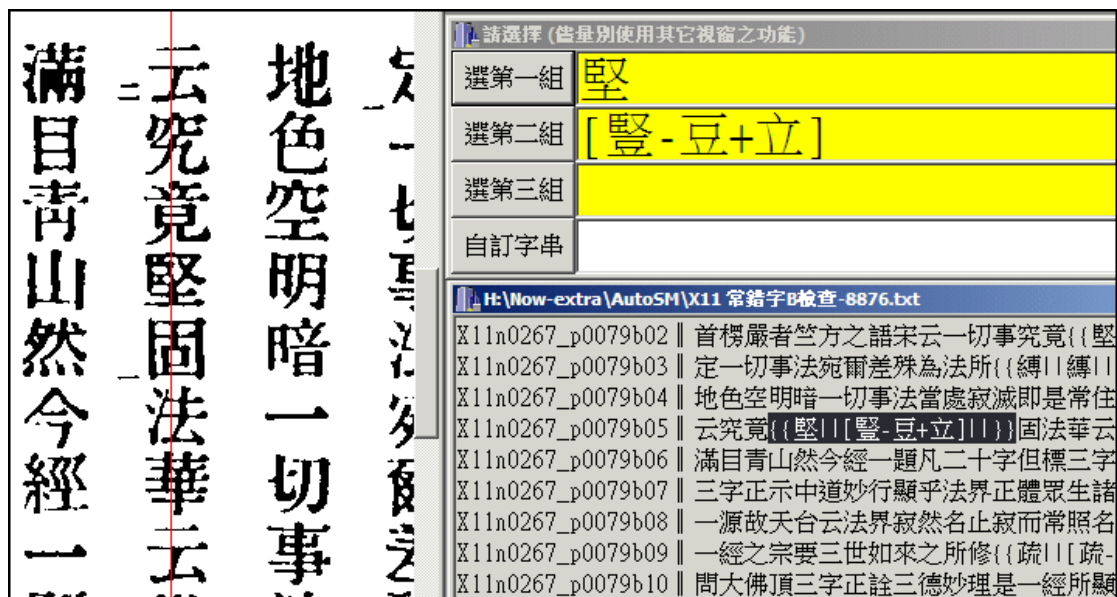 定一切事法宛爾差
地色空明暗一切事
云究竟堅固法華云
滿目青山然今經一
請選擇 (儘量別使用其它視窗之功能)
選第一組 堅
選第二組 [豎-豆+立]
選第三組
自訂字串
H:\Now-extra\AutoSM\X11 常錯字B檢查-8876.txt
X11n0267_p0079b02║首楞嚴者竺方之語宋云一切事究竟{{堅
X11n0267_p0079b03║定一切事法宛爾差殊為法所{{縛||縛||
X11n0267_p0079b04║地色空明暗一切事法當處寂滅即是常住
X11n0267_p0079b05║云究竟{{堅||[豎-豆+立]||}}固法華云
X11n0267_p0079b06║滿目青山然今經一題凡二十字但標三字
X11n0267_p0079b07║三字正示中道妙行顯乎法界正體眾生諸
X11n0267_p0079b08║一源故天台云法界寂然名止寂而常照名
X11n0267_p0079b09║一經之宗要三世如來之所修{{疏||[疏-
X11n0267_p0079b10║問大佛頂三字正詮三德妙理是一經所顯